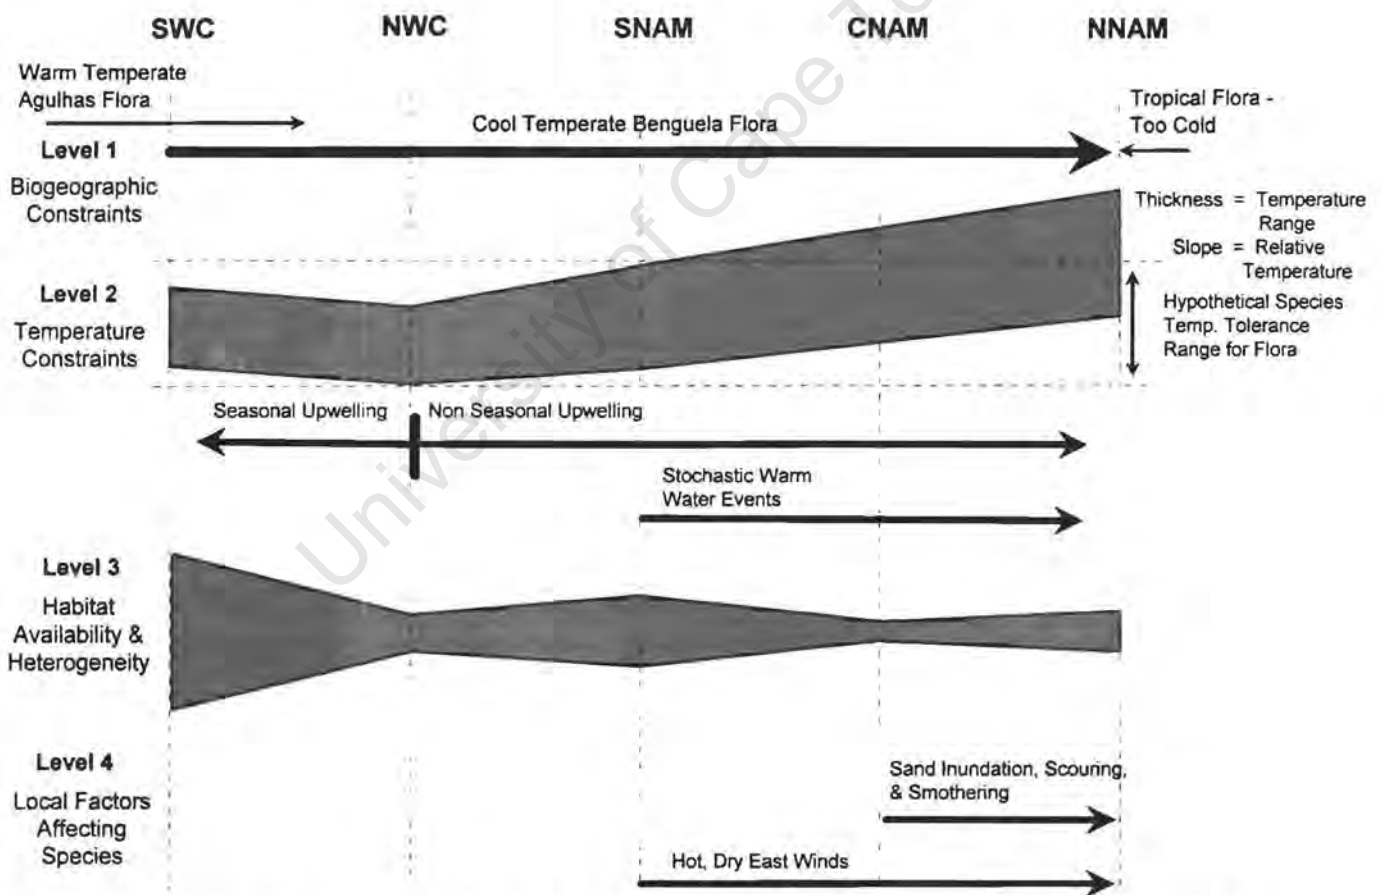 SWC NWC SNAM CNAM NNAM
Warm Temperate
Agulhas Flora
Cool Temperate Benguela Flora
Tropical Flora -
Too Cold
Level 1
Biogeographic
Constraints
Thickness = Temperature
Range
Slope = Relative
Temperature
Level 2
Temperature
Constraints
Hypothetical Species
Temp. Tolerance
Range for Flora
Seasonal Upwelling
Non Seasonal Upwelling
Stochastic Warm
Water Events
Level 3
Habitat
Availability &
Heterogeneity
Level 4
Local Factors
Affecting
Species
Sand Inundation, Scouring,
& Smothering
Hot, Dry East Winds
University of Cape